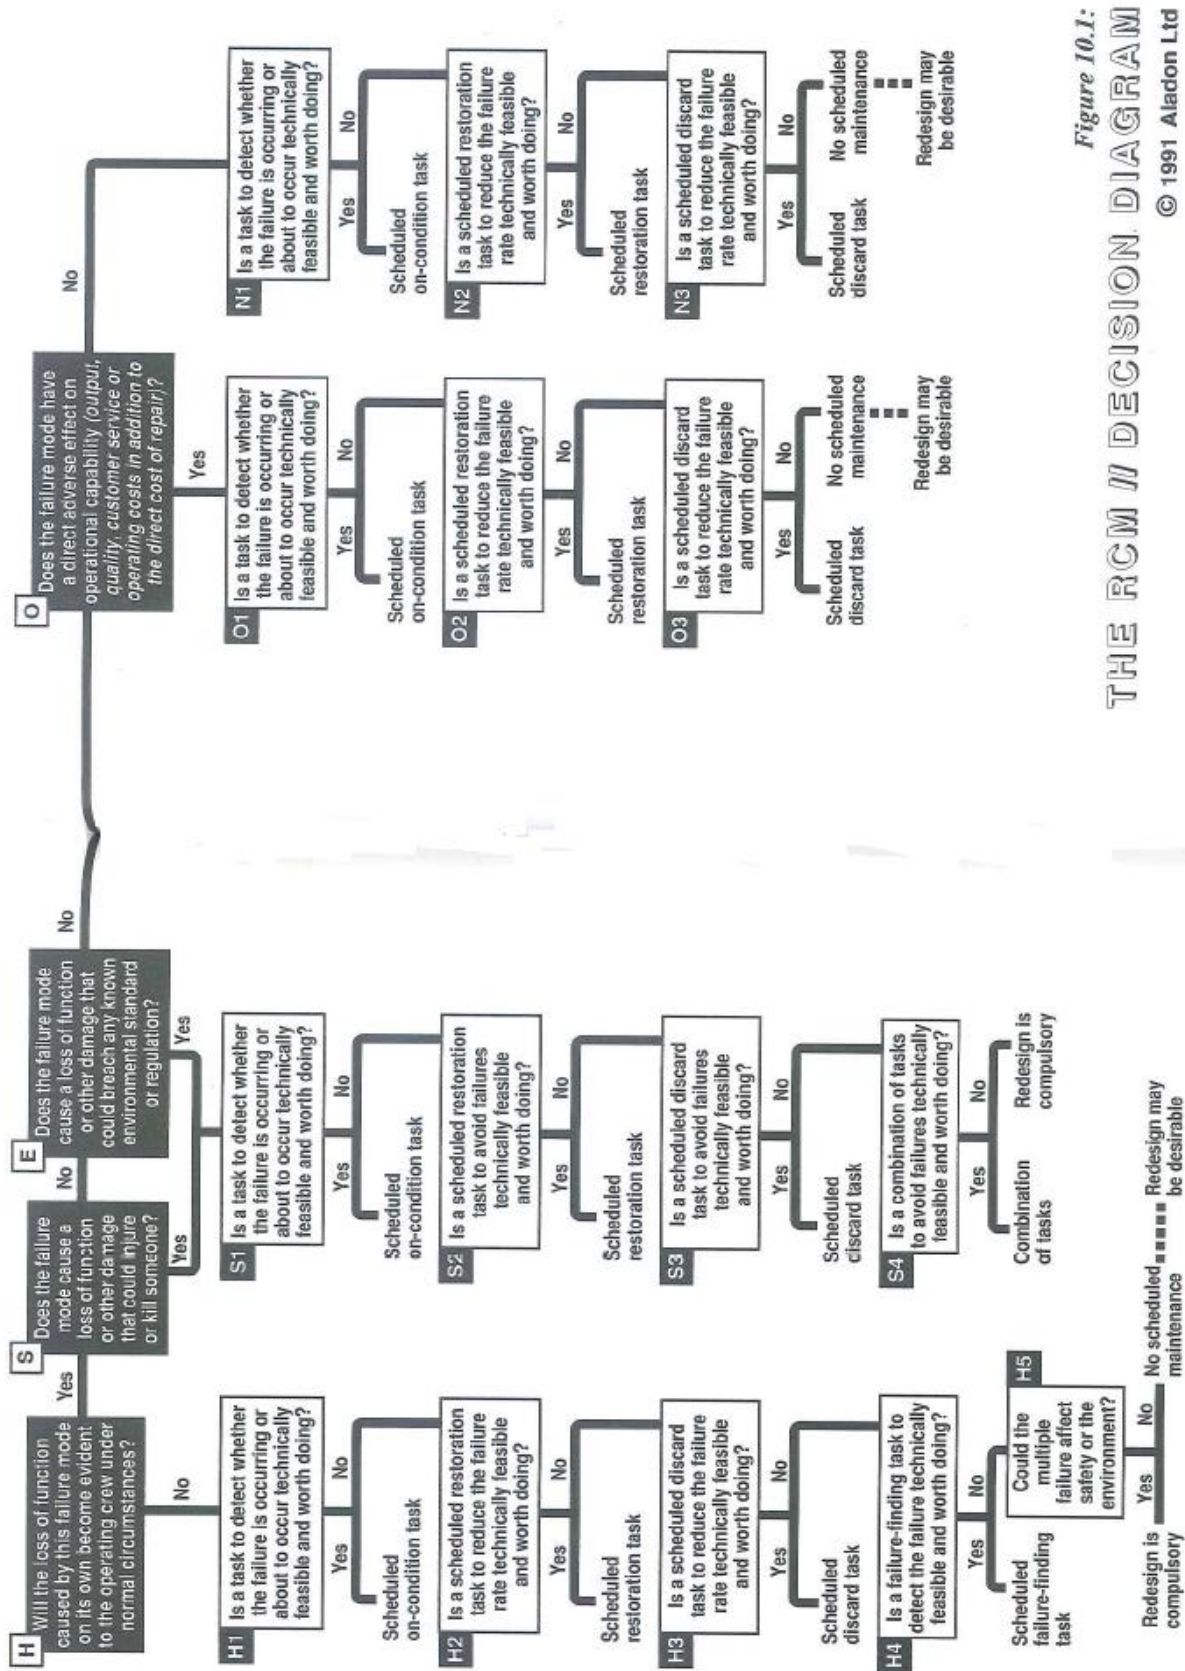 H
Will the loss of function
caused by this failure mode
on its own become evident
to the operating crew under
normal circumstances?
Yes
No
S
Does the failure
mode cause a
loss of function
or other damage
that could injure
or kill someone?
No
Yes
E
Does the failure mode
cause a loss of function
or other damage that
could breach any known
environmental standard
or regulation?
No
Yes
O
Does the failure mode have
a direct adverse effect on
operational capability (output,
quality, customer service or
operating costs in addition to
the direct cost of repair)?
No
Yes
H1
Is a task to detect whether
the failure is occurring or
about to occur technically
feasible and worth doing?
Yes
No
Scheduled
on-condition task
H2
Is a scheduled restoration
task to reduce the failure
rate technically feasible
and worth doing?
Yes
No
Scheduled
restoration task
H3
Is a scheduled discard
task to reduce the failure
rate technically feasible
and worth doing?
Yes
No
Scheduled
discard task
H4
Is a failure-finding task to
detect the failure technically
feasible and worth doing?
Yes
No
Scheduled
failure-finding
task
H5
Could the
multiple
failure affect
safety or the
environment?
Yes
No
Redesign is
compulsory
No scheduled
maintenance
Redesign may
be desirable
S1
Is a task to detect whether
the failure is occurring or
about to occur technically
feasible and worth doing?
Yes
No
Scheduled
on-condition task
S2
Is a scheduled restoration
task to avoid failures
technically feasible
and worth doing?
Yes
No
Scheduled
restoration task
S3
Is a scheduled discard
task to avoid failures
technically feasible
and worth doing?
Yes
No
Scheduled
ciscard task
S4
Is a combination of tasks
to avoid failures technically
feasible and worth doing?
Yes
No
Combination
of tasks
Redesign is
compulsory
O1
Is a task to detect whether
the failure is occurring or
about to occur technically
feasible and worth doing?
Yes
No
Scheduled
on-condition task
O2
Is a scheduled restoration
task to reduce the failure
rate technically feasible
and worth doing?
Yes
No
Scheduled
restoration task
O3
Is a scheduled discard
task to reduce the failure
rate technically feasible
and worth doing?
Yes
No
Scheduled
discard task
No scheduled
maintenance
Redesign may
be desirable
N1
Is a task to detect whether
the failure is occurring or
about to occur technically
feasible and worth doing?
Yes
No
Scheduled
on-condition task
N2
Is a scheduled restoration
task to reduce the failure
rate technically feasible
and worth doing?
Yes
No
Scheduled
restoration task
N3
Is a scheduled discard
task to reduce the failure
rate technically feasible
and worth doing?
Yes
No
Scheduled
discard task
No scheduled
maintenance
Redesign may
be desirable
Figure 10.1:
THE RCM II DECISION DIAGRAM
© 1991 Aladon Ltd